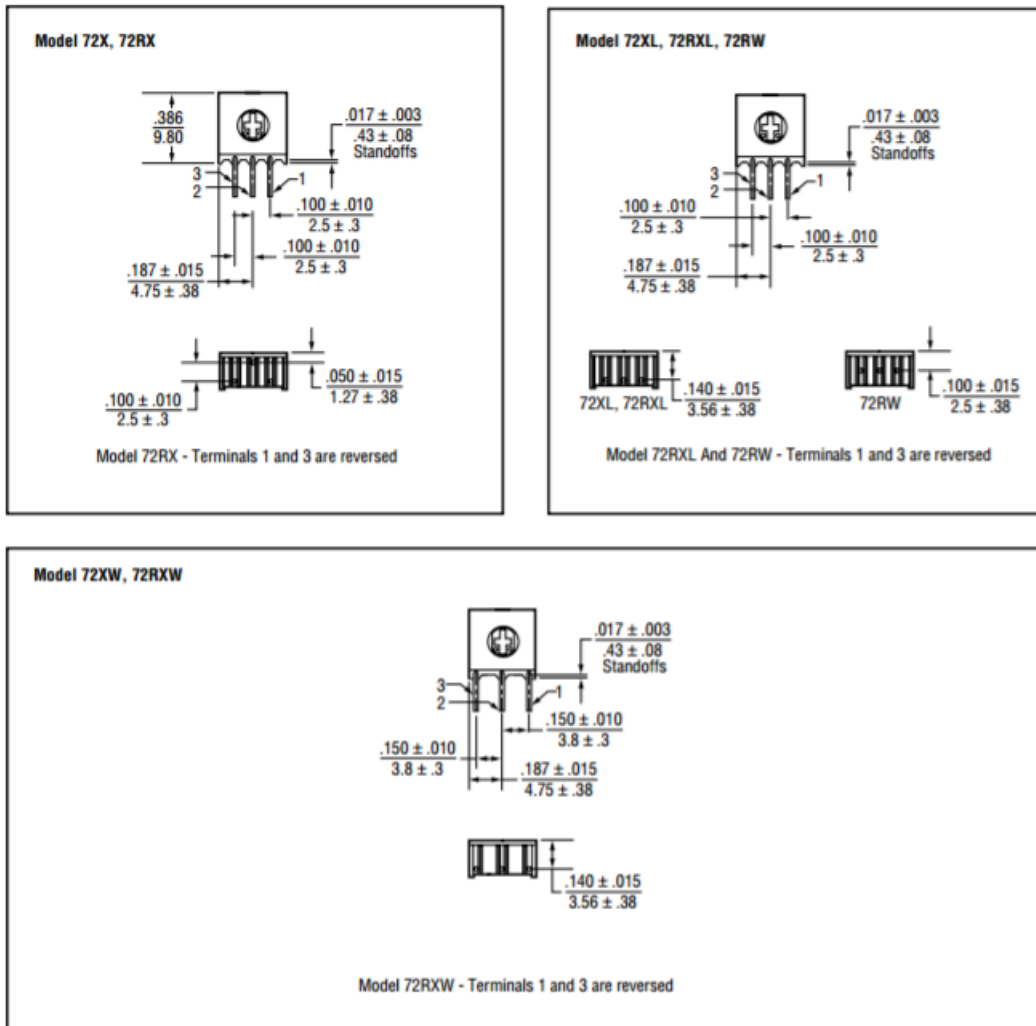 Model 72X, 72RX
.386
9.80
.017 ± .003
.43 ± .08
Standoffs
3
2
1
.100 ± .010
2.5 ± .3
.100 ± .010
2.5 ± .3
.187 ± .015
4.75 ± .38
.100 ± .010
2.5 ± .3
.050 ± .015
1.27 ± .38
Model 72RX - Terminals 1 and 3 are reversed
Model 72XL, 72RXL, 72RW
.017 ± .003
.43 ± .08
Standoffs
3
2
1
.100 ± .010
2.5 ± .3
.100 ± .010
2.5 ± .3
.187 ± .015
4.75 ± .38
72XL, 72RXL
.140 ± .015
3.56 ± .38
72RW
.100 ± .015
2.5 ± .38
Model 72RXL And 72RW - Terminals 1 and 3 are reversed
Model 72XW, 72RXW
.017 ± .003
.43 ± .08
Standoffs
3
2
1
.150 ± .010
3.8 ± .3
.150 ± .010
3.8 ± .3
.187 ± .015
4.75 ± .38
.140 ± .015
3.56 ± .38
Model 72RXW - Terminals 1 and 3 are reversed